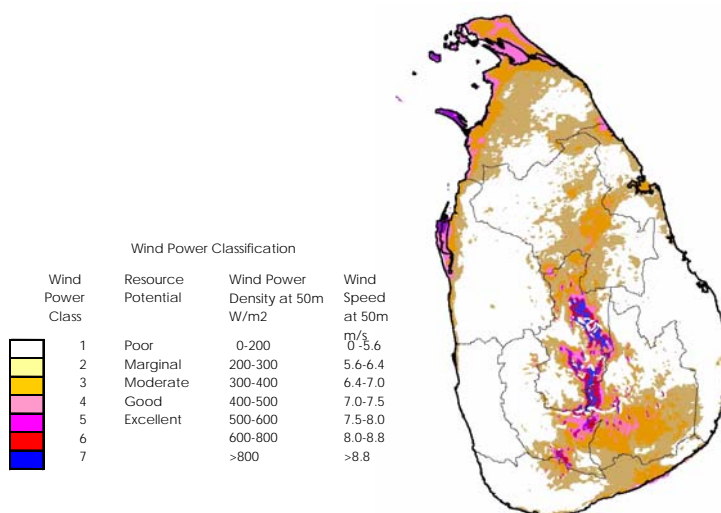 Wind Power Classification
Wind Resource Wind Power Wind
Power Potential Density at 50m Speed
Class W/m2 at 50m
m/s
1 Poor 0-200 0 -5.6
2 Marginal 200-300 5.6-6.4
3 Moderate 300-400 6.4-7.0
4 Good 400-500 7.0-7.5
5 Excellent 500-600 7.5-8.0
6 600-800 8.0-8.8
7 >800 >8.8